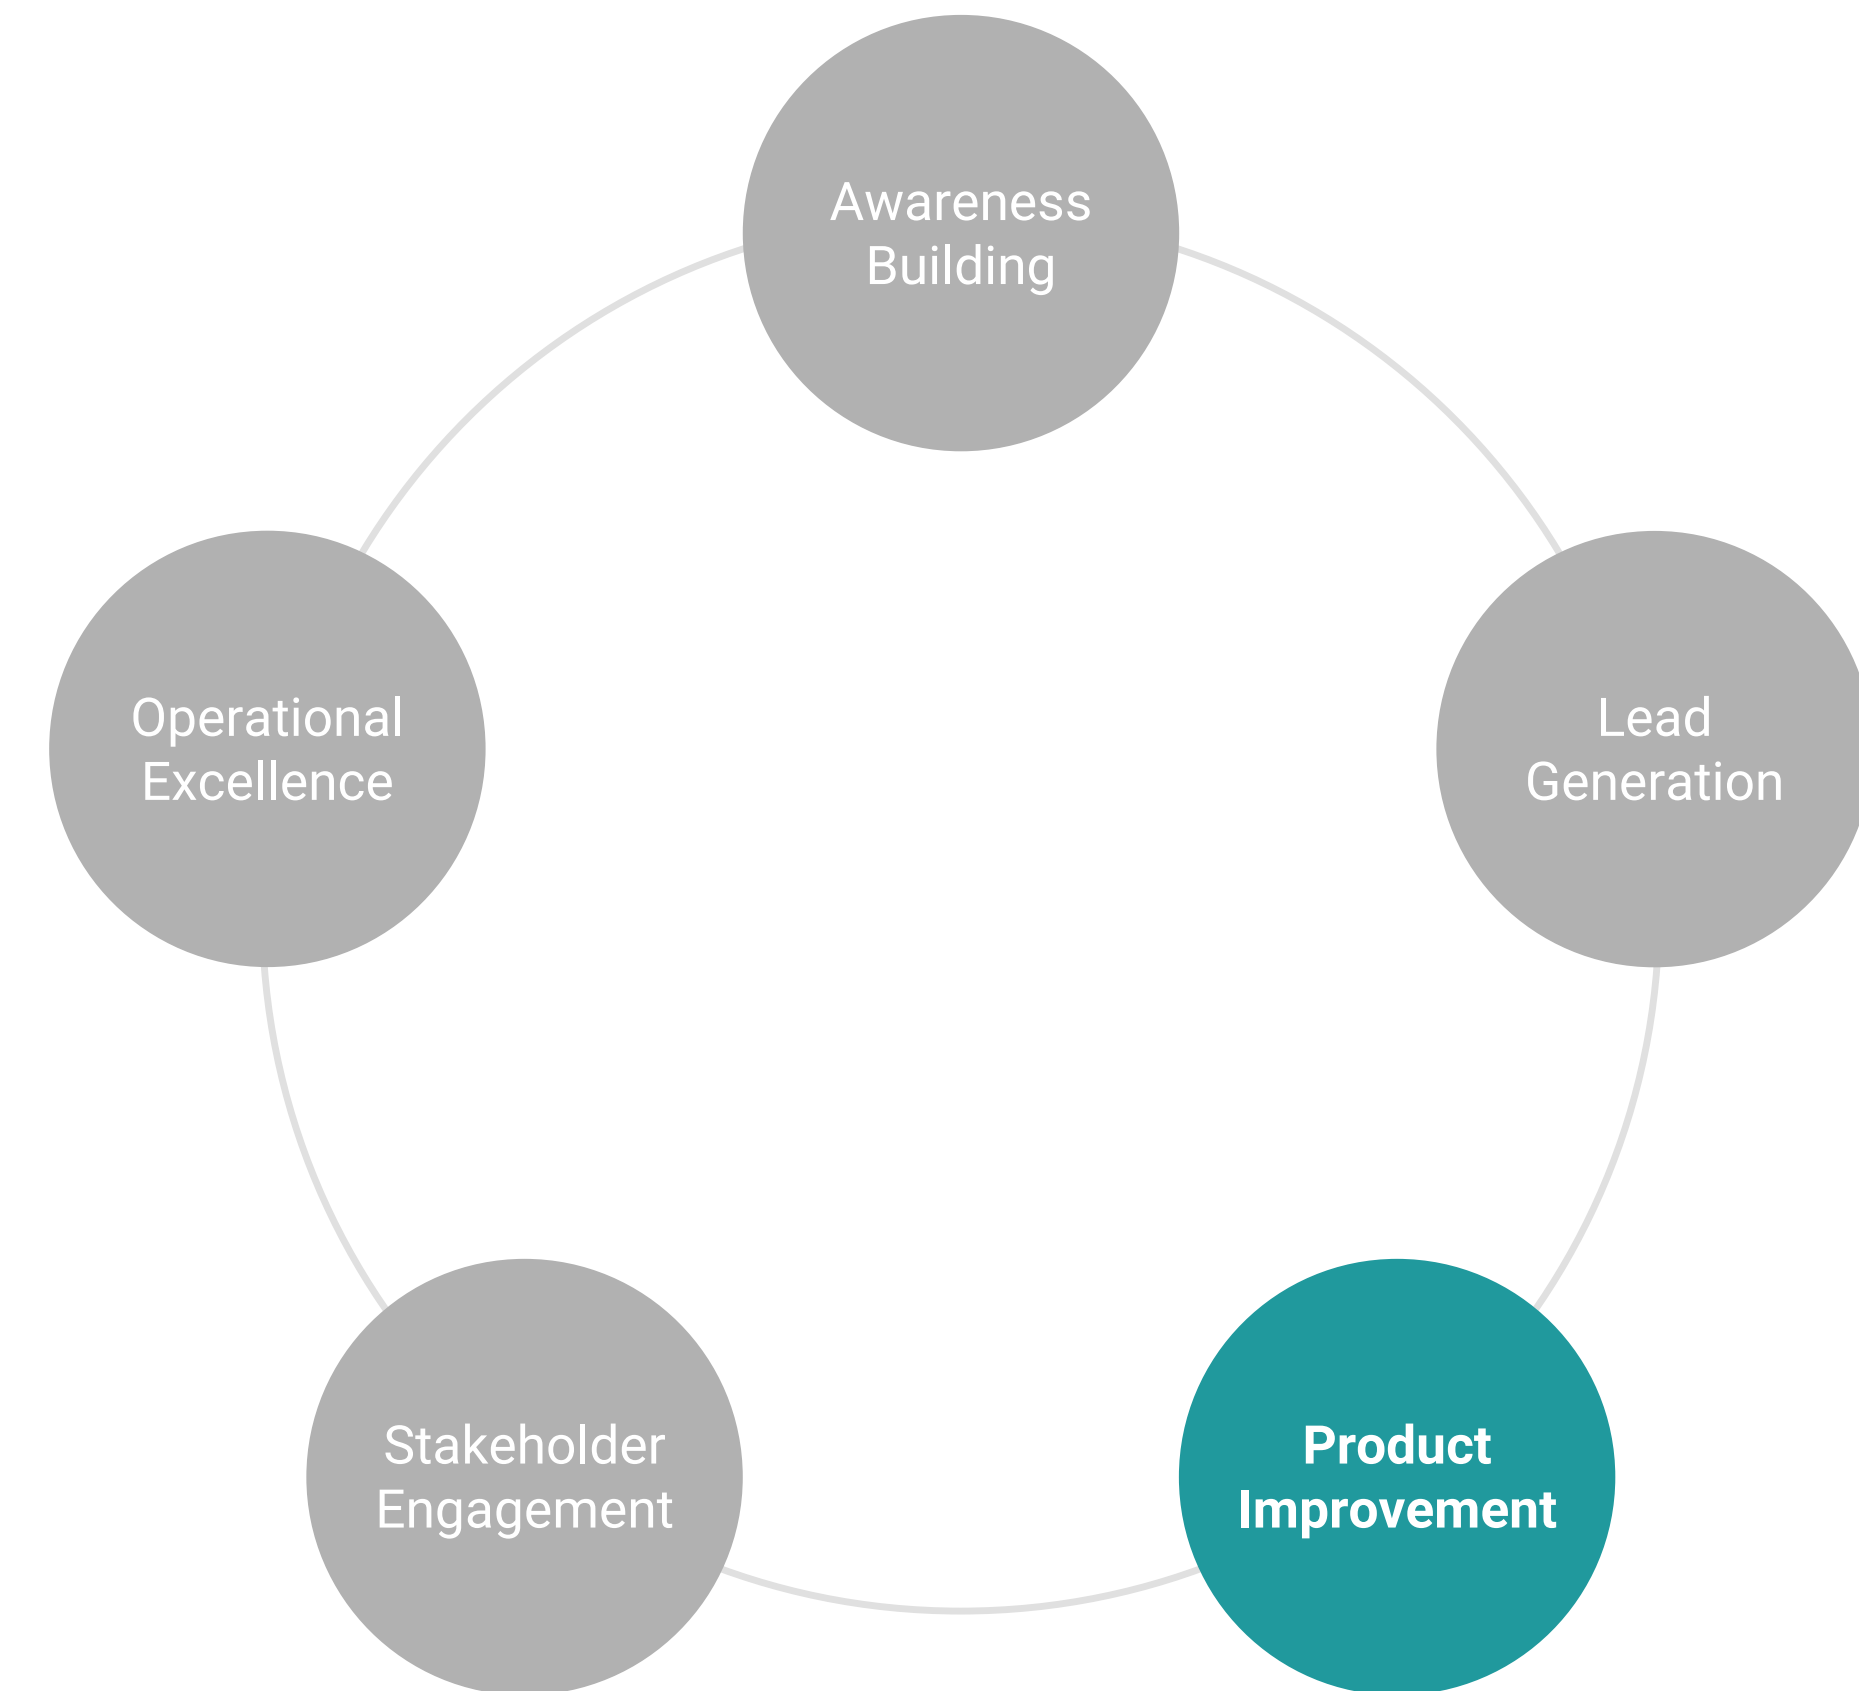 Awareness
Building
Operational
Excellence
Lead
Generation
Stakeholder
Engagement
Product
Improvement